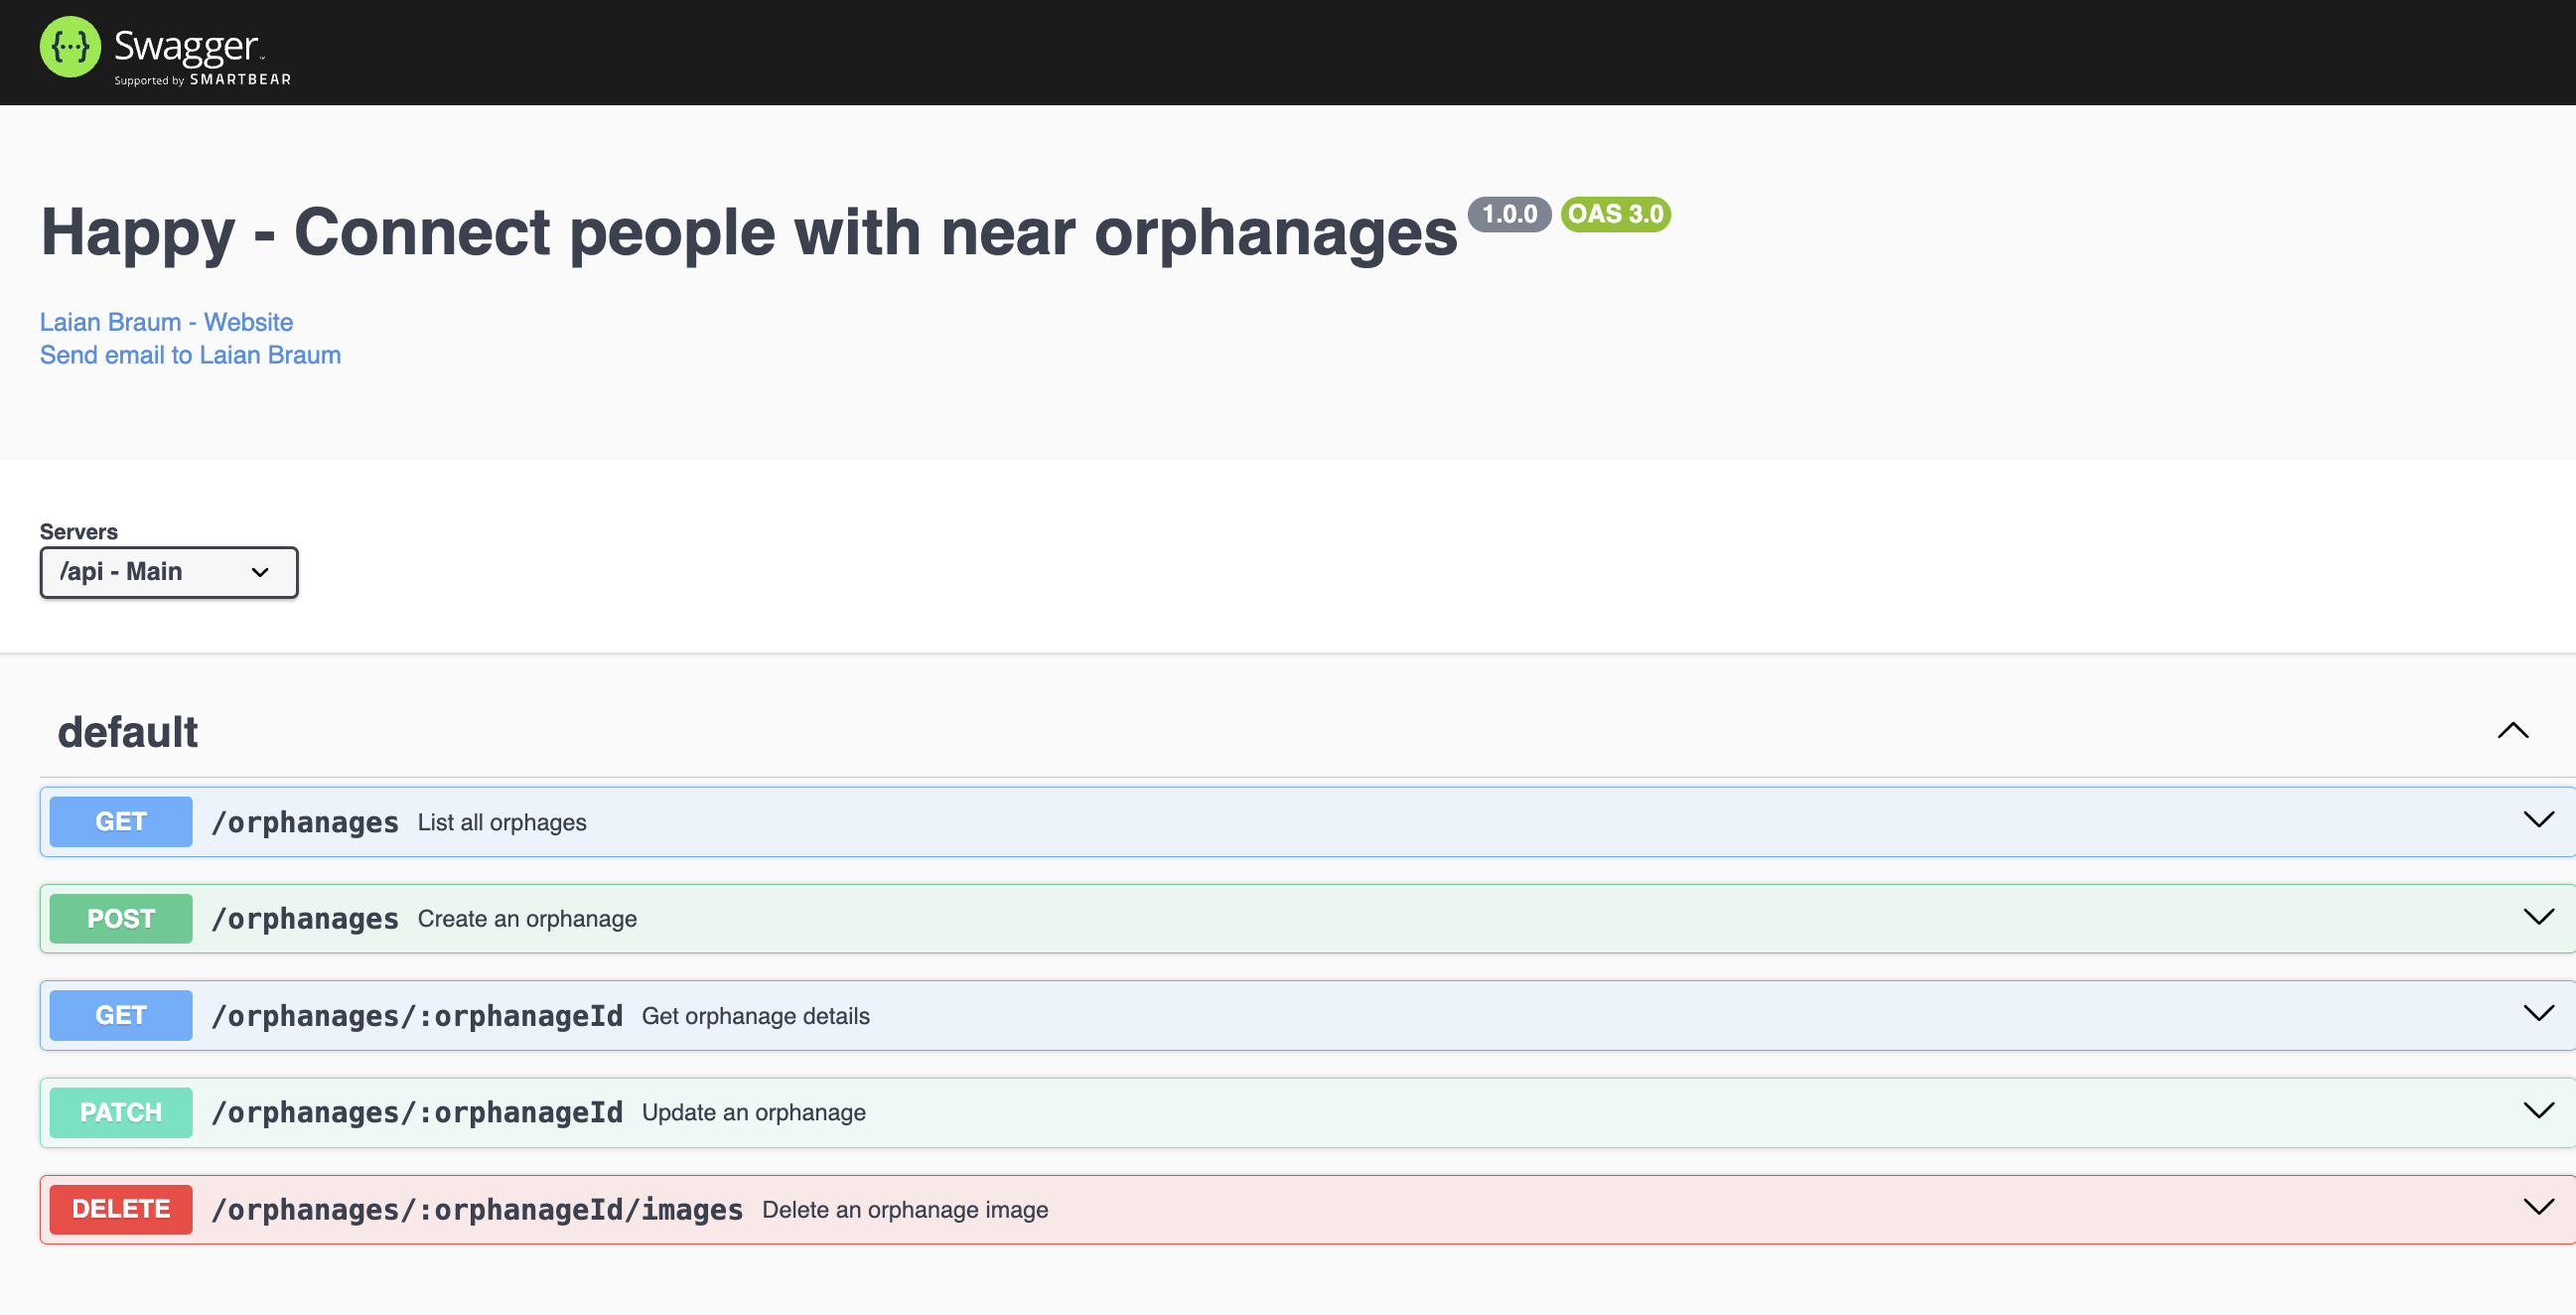 {···} Swagger™
Supported by SMARTBEAR
Happy - Connect people with near orphanages 1.0.0 OAS 3.0
Laian Braum - Website
Send email to Laian Braum
Servers
/api - Main
default
GET /orphanages List all orphages
POST /orphanages Create an orphanage
GET /orphanages/:orphanageId Get orphanage details
PATCH /orphanages/:orphanageId Update an orphanage
DELETE /orphanages/:orphanageId/images Delete an orphanage image